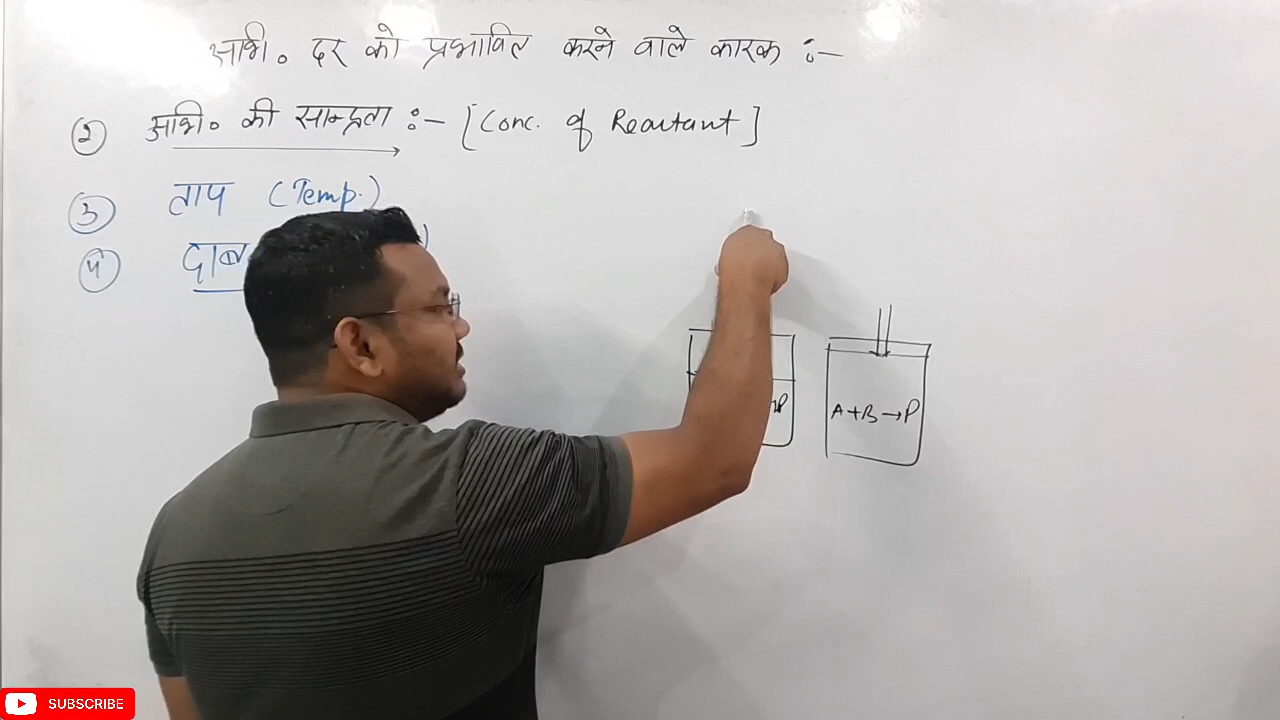 अभि० दर को प्रभावित करने वाले कारक :-
② अभि० की सान्द्रता :- [Conc. of Reactant]
③ ताप (Temp.)
④ दाब
A+B→P
SUBSCRIBE